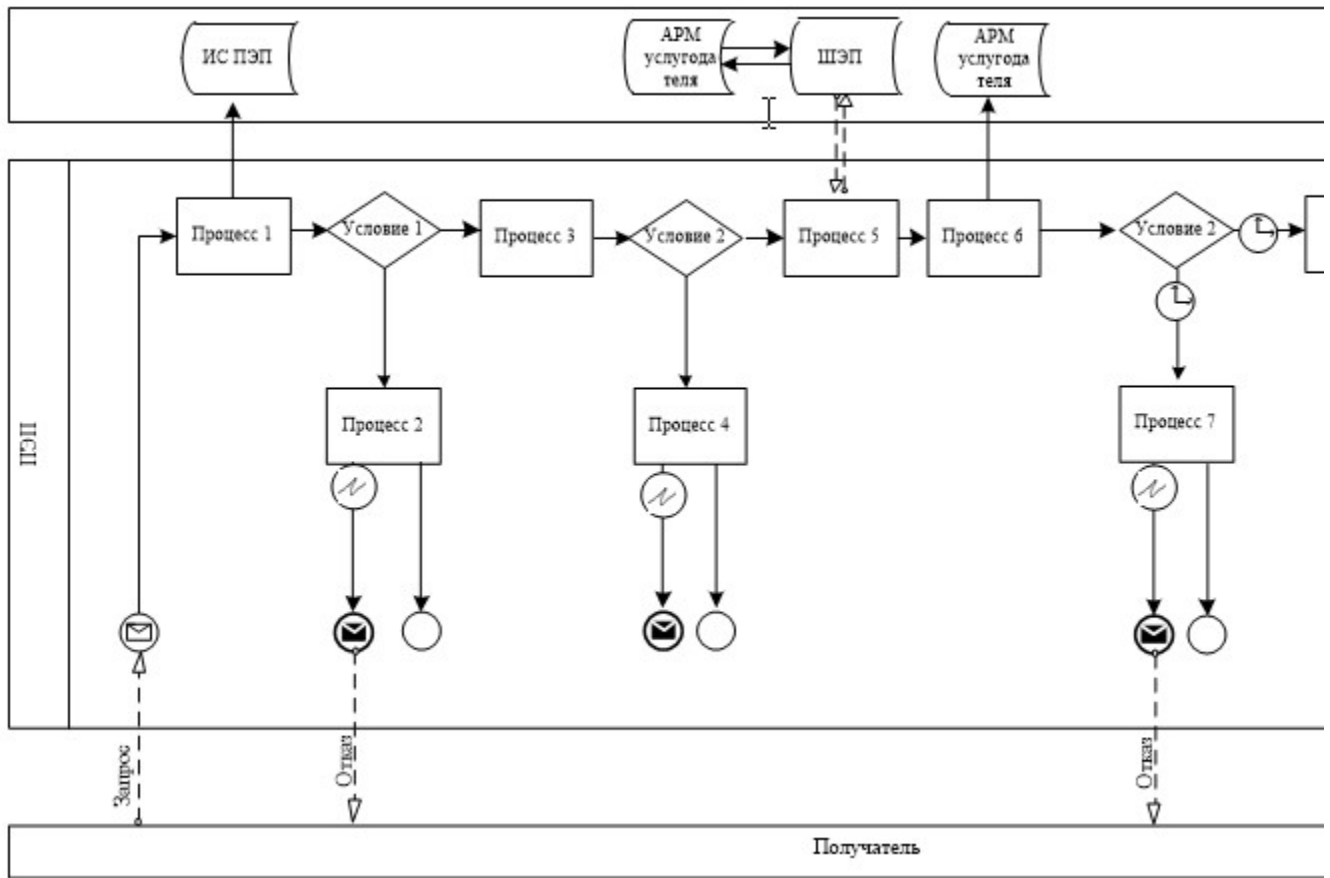 ИС ПЭП
АРМ
услугода
теля
ШЭП
АРМ
услугода
теля
ПЭП
Процесс 1
Условие 1
Процесс 3
Условие 2
Процесс 5
Процесс 6
Условие 2
Процесс 2
Процесс 4
Процесс 7
Запрос
Отказ
Отказ
Получатель